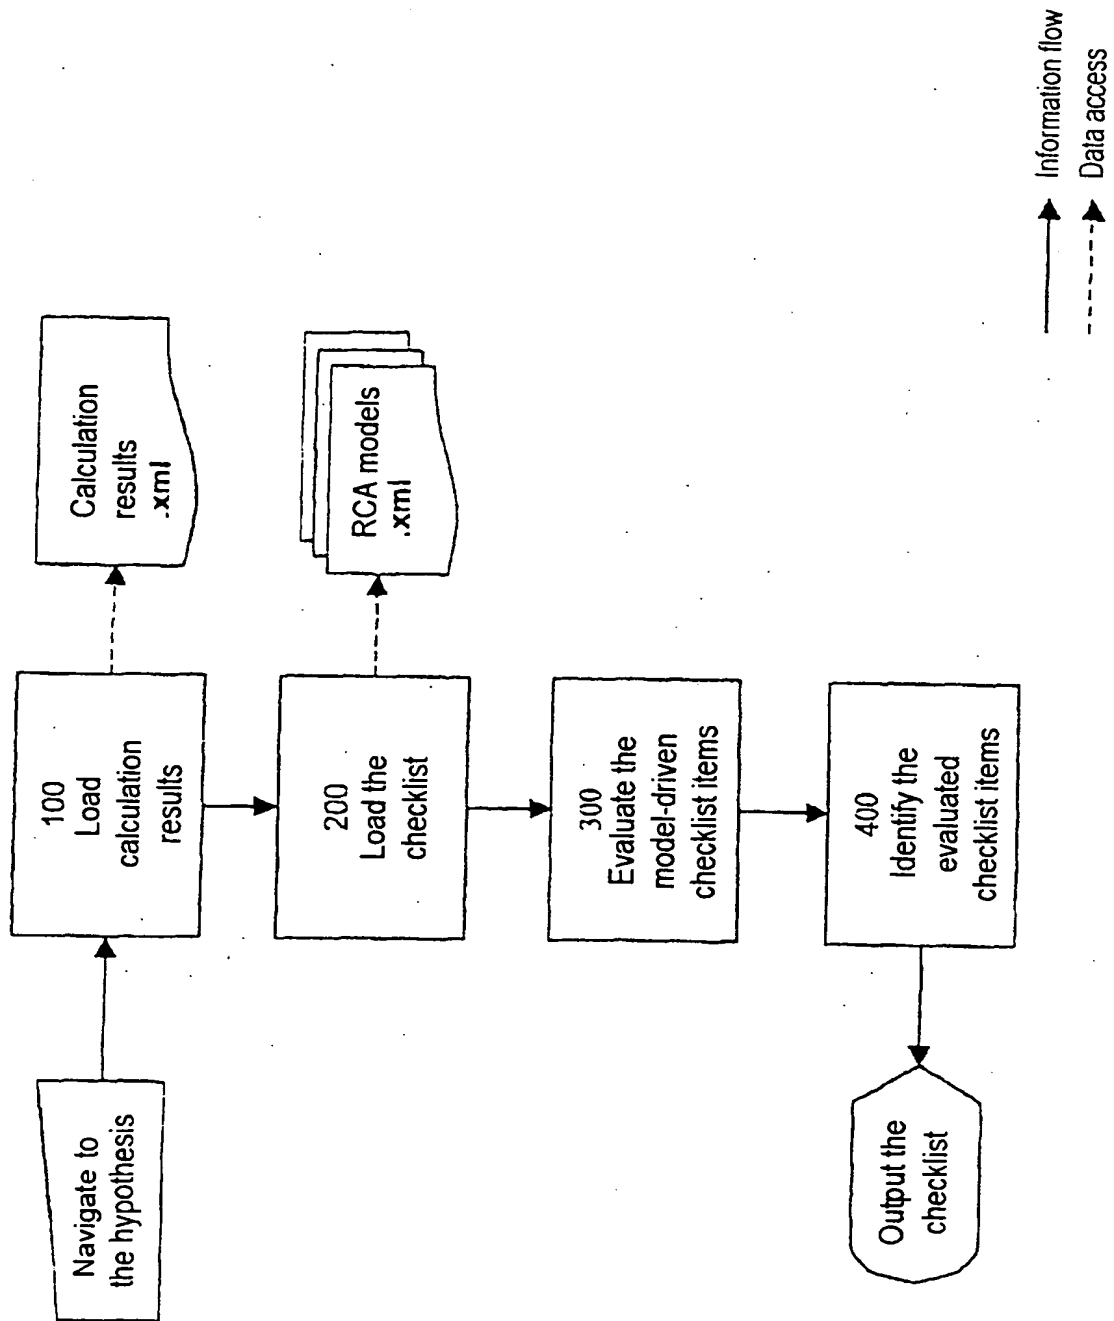 Navigate to
the hypothesis
100
Load
calculation
results
Calculation
results
.xml
200
Load the
checklist
RCA models
.xml
300
Evaluate the
model-driven
checklist items
400
Identify the
evaluated
checklist items
Output the
checklist
Information flow
Data access